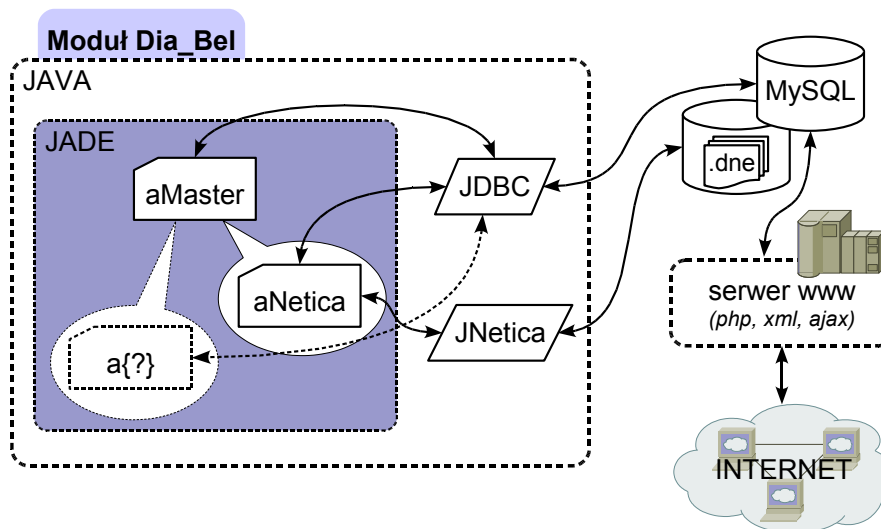 Moduł Dia_Bel
JAVA
JADE
aMaster
aNetica
a{?}
JDBC
JNetica
MySQL
.dne
serwer www
(php, xml, ajax)
INTERNET